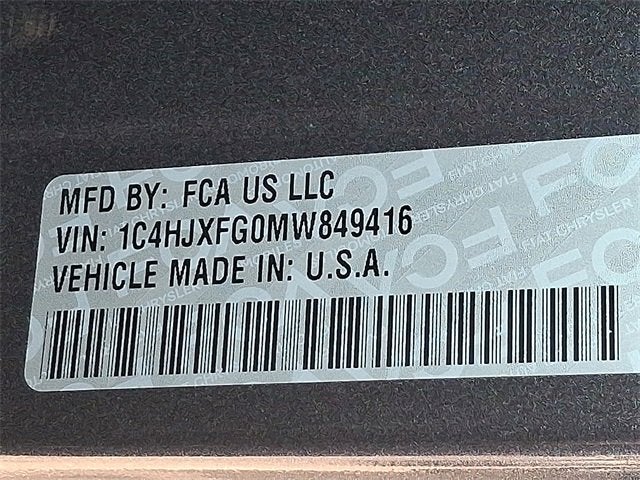 MFD BY: FCA US LLC
VIN: 1C4HJXFG0MW849416
VEHICLE MADE IN: U.S.A.